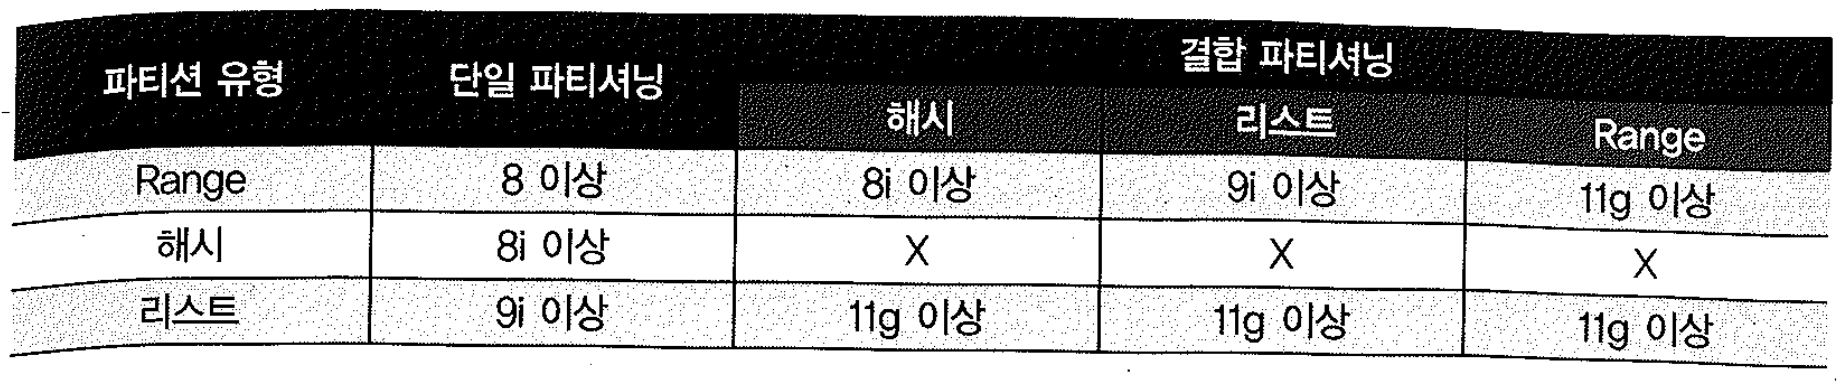 파티션 유형 단일 파티셔닝 결합 파티셔닝
해시 리스트 Range
Range 8 이상 8i 이상 9i 이상 11g 이상
해시 8i 이상 X X X
리스트 9i 이상 11g 이상 11g 이상 11g 이상